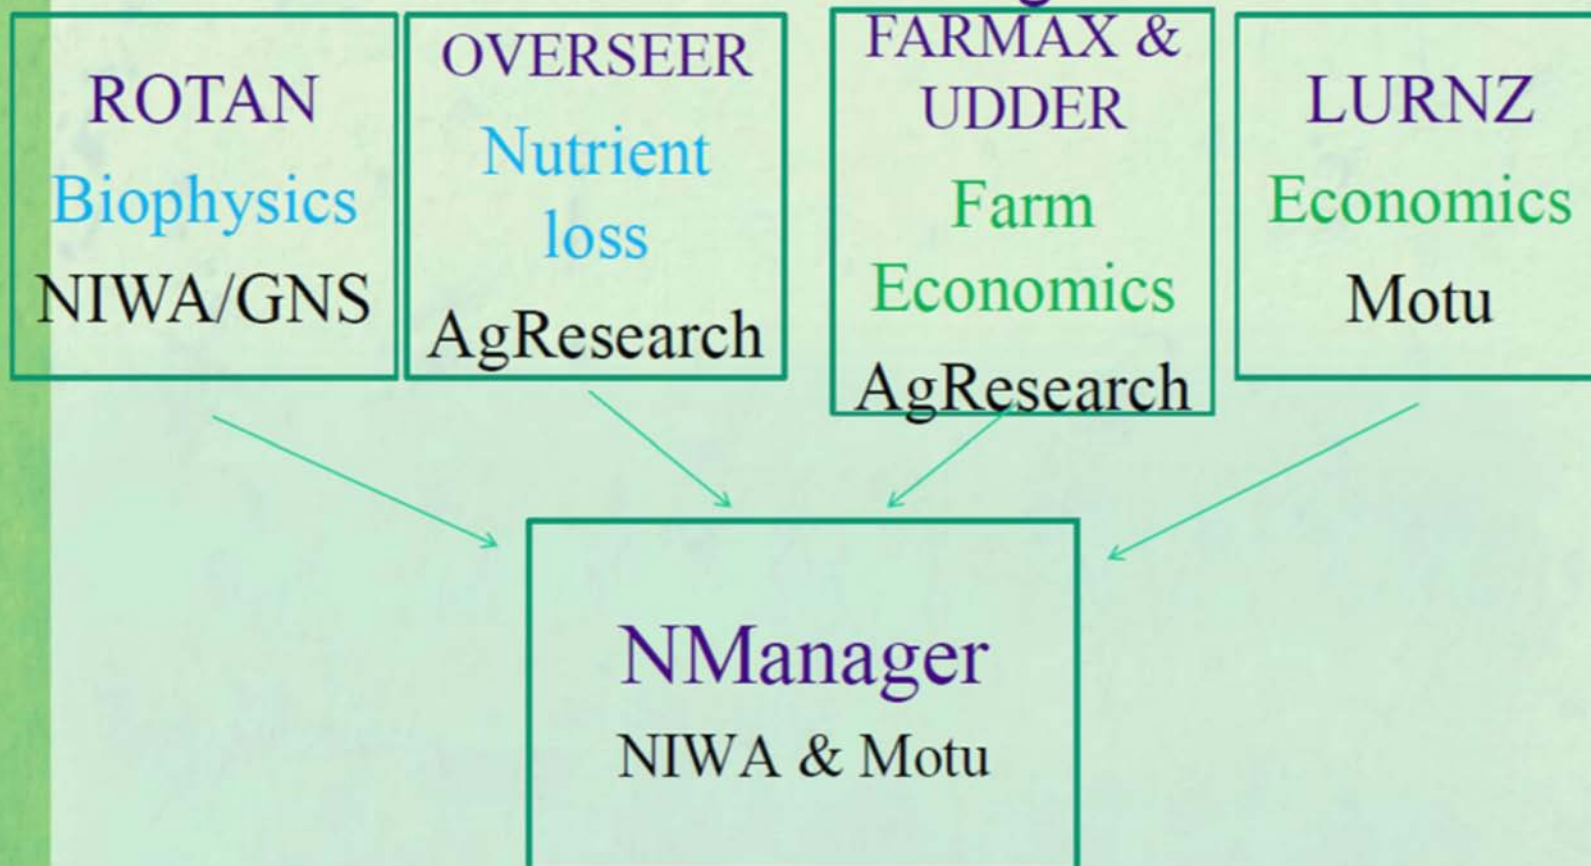 ROTAN
Biophysics
NIWA/GNS
OVERSEER
Nutrient
loss
AgResearch
FARMAX &
UDDER
Farm
Economics
AgResearch
LURNZ
Economics
Motu
NManager
NIWA & Motu